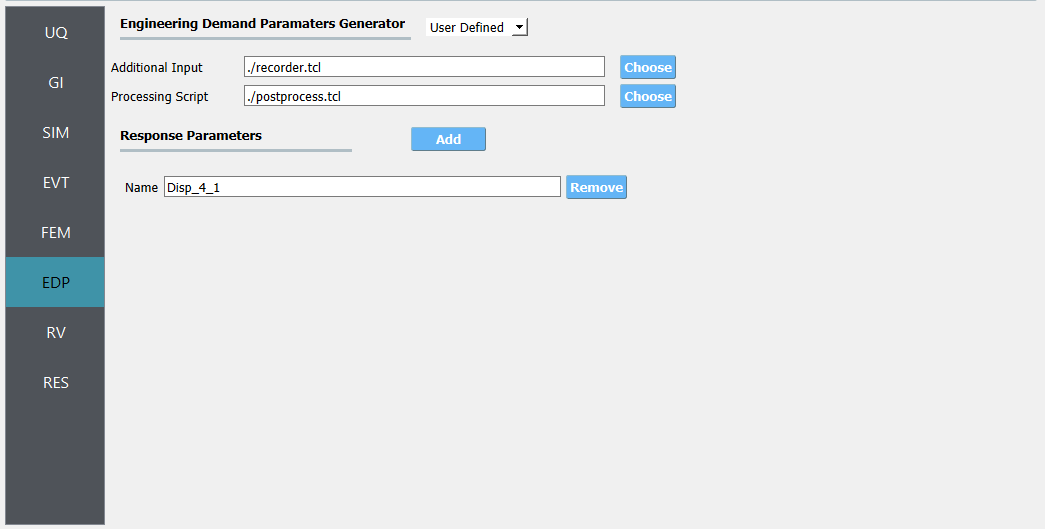 UQ
GI
SIM
EVT
FEM
EDP
RV
RES
Engineering Demand Paramaters Generator User Defined
Additional Input ./recorder.tcl Choose
Processing Script ./postprocess.tcl Choose
Response Parameters Add
Name Disp_4_1 Remove